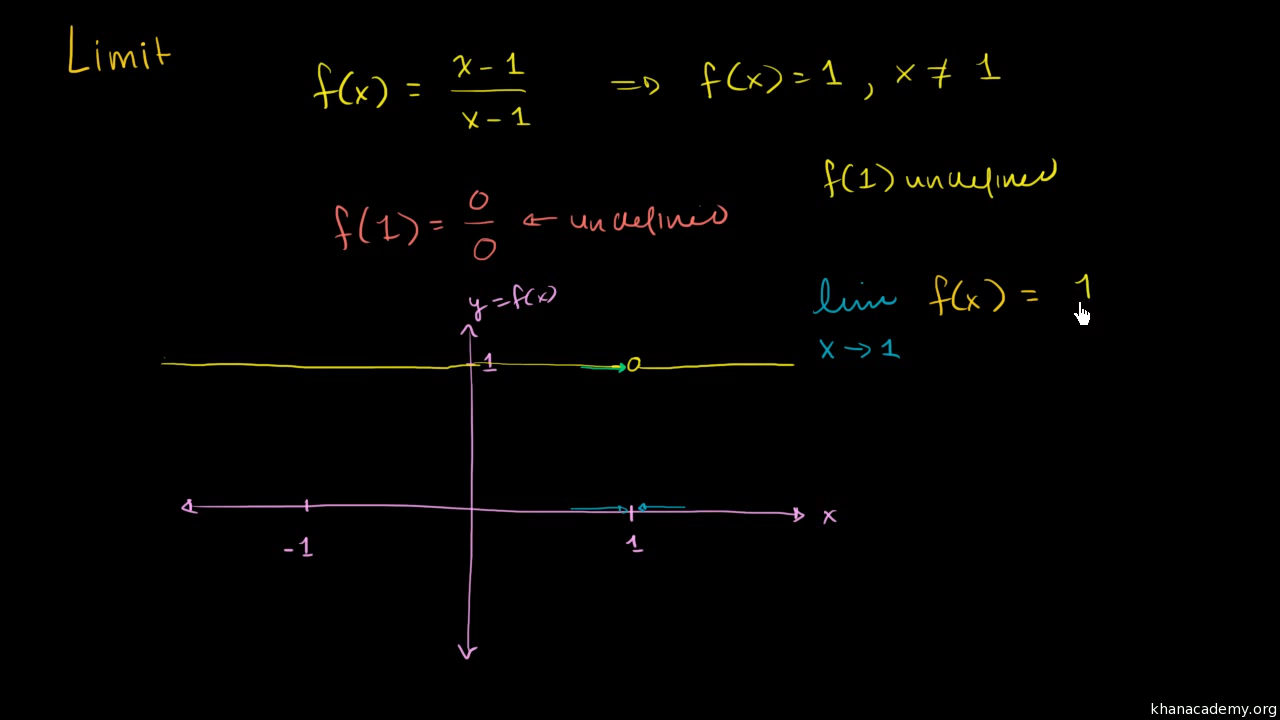 Limit
f(x) = x - 1 / x - 1 => f(x) = 1 , x ≠ 1
f(1) undefined
f(1) = 0 / 0 ← undefined
lim x → 1 f(x) = 1
y = f(x)
1
-1
1
x
khanacademy.org